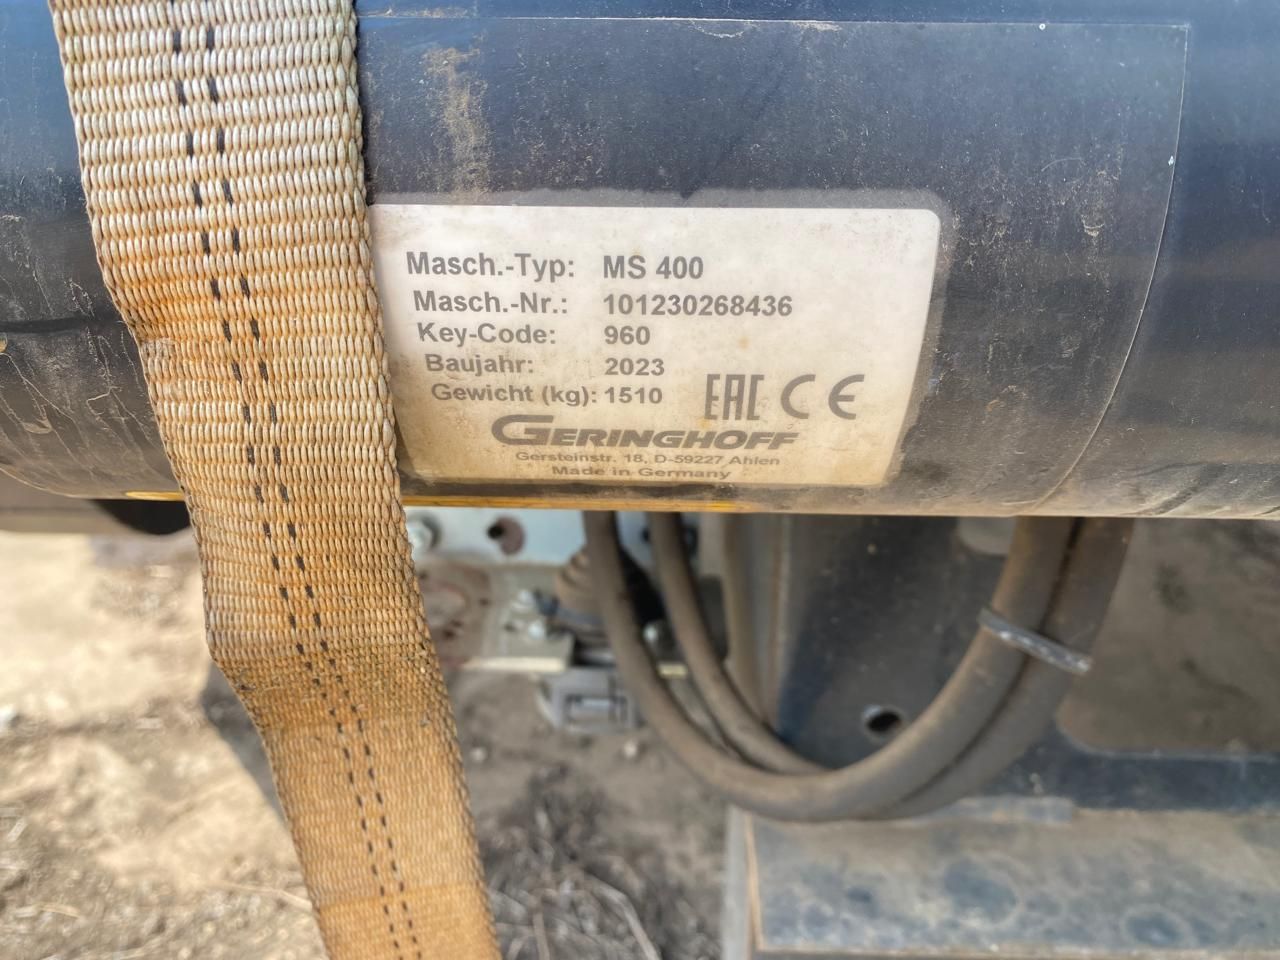 Masch.-Typ: MS 400
Masch.-Nr.: 101230268436
Key-Code: 960
Baujahr: 2023
Gewicht (kg): 1510
EAC CE
GERINGHOFF
Gersteinstr. 18, D-59227 Ahlen
Made in Germany